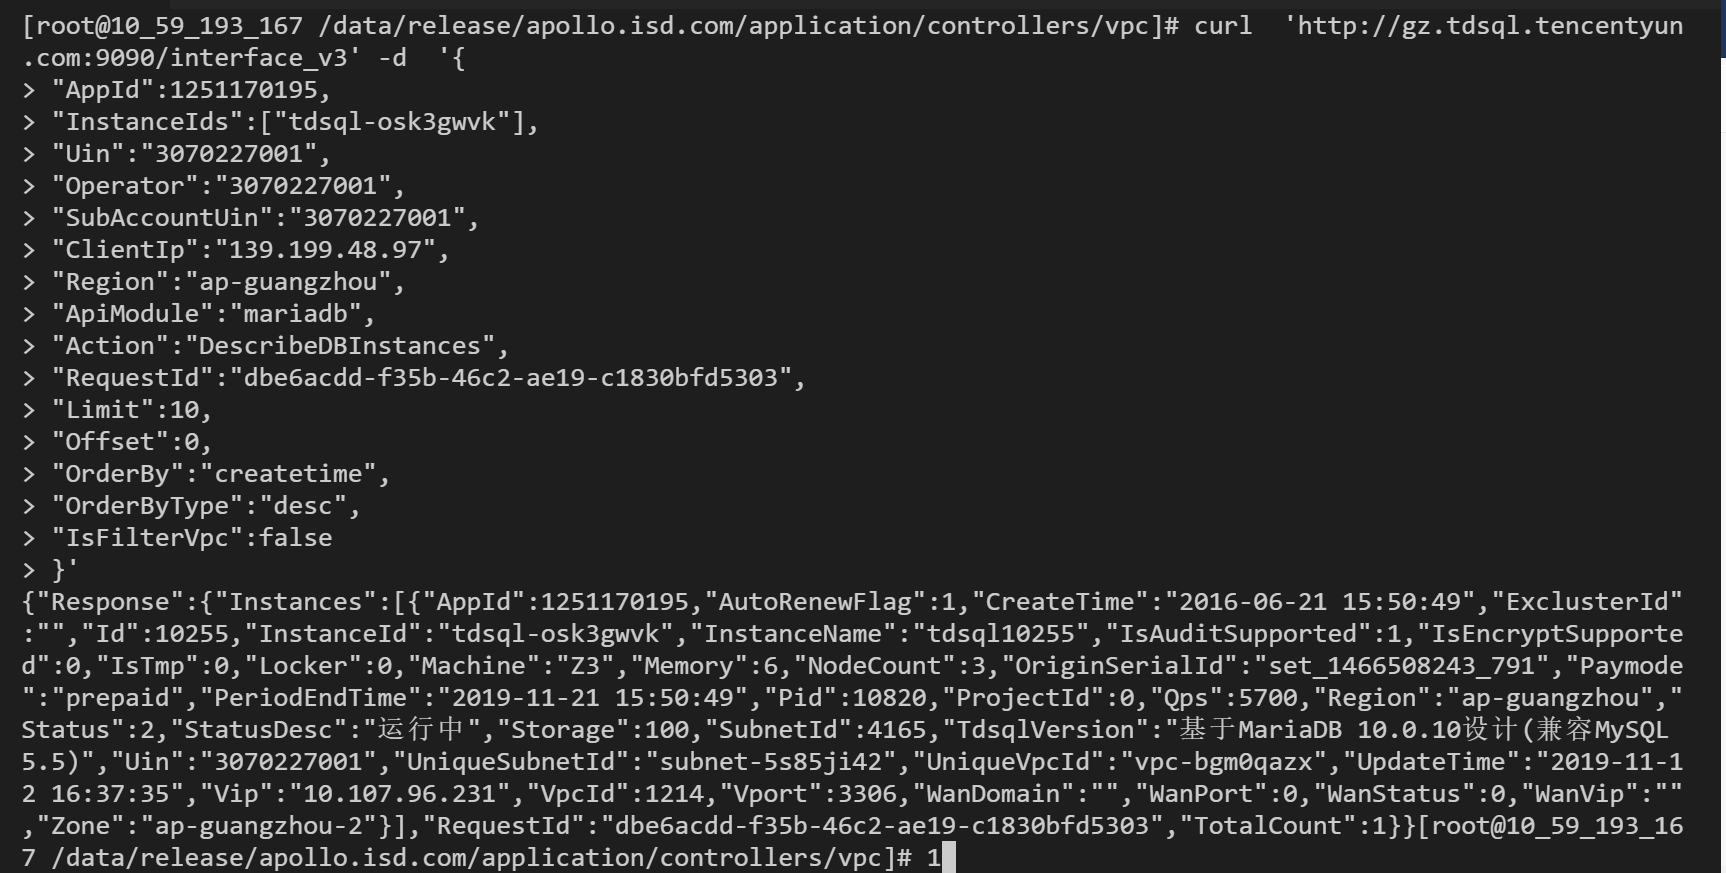 [root@10_59_193_167 /data/release/apollo.isd.com/application/controllers/vpc]# curl  'http://gz.tdsql.tencentyun
.com:9090/interface_v3' -d  '{
> "AppId":1251170195,
> "InstanceIds":["tdsql-osk3gwvk"],
> "Uin":"3070227001",
> "Operator":"3070227001",
> "SubAccountUin":"3070227001",
> "ClientIp":"139.199.48.97",
> "Region":"ap-guangzhou",
> "ApiModule":"mariadb",
> "Action":"DescribeDBInstances",
> "RequestId":"dbe6acdd-f35b-46c2-ae19-c1830bfd5303",
> "Limit":10,
> "Offset":0,
> "OrderBy":"createtime",
> "OrderByType":"desc",
> "IsFilterVpc":false
> }'
{"Response":{"Instances":[{"AppId":1251170195,"AutoRenewFlag":1,"CreateTime":"2016-06-21 15:50:49","ExclusterId"
:"","Id":10255,"InstanceId":"tdsql-osk3gwvk","InstanceName":"tdsql10255","IsAuditSupported":1,"IsEncryptSupporte
d":0,"IsTmp":0,"Locker":0,"Machine":"Z3","Memory":6,"NodeCount":3,"OriginSerialId":"set_1466508243_791","Paymode
":"prepaid","PeriodEndTime":"2019-11-21 15:50:49","Pid":10820,"ProjectId":0,"Qps":5700,"Region":"ap-guangzhou","
Status":2,"StatusDesc":"运行中","Storage":100,"SubnetId":4165,"TdsqlVersion":"基于MariaDB 10.0.10设计(兼容MySQL 
5.5)","Uin":"3070227001","UniqueSubnetId":"subnet-5s85ji42","UniqueVpcId":"vpc-bgm0qazx","UpdateTime":"2019-11-1
2 16:37:35","Vip":"10.107.96.231","VpcId":1214,"Vport":3306,"WanDomain":"","WanPort":0,"WanStatus":0,"WanVip":""
,"Zone":"ap-guangzhou-2"}],"RequestId":"dbe6acdd-f35b-46c2-ae19-c1830bfd5303","TotalCount":1}}[root@10_59_193_16
7 /data/release/apollo.isd.com/application/controllers/vpc]# 1